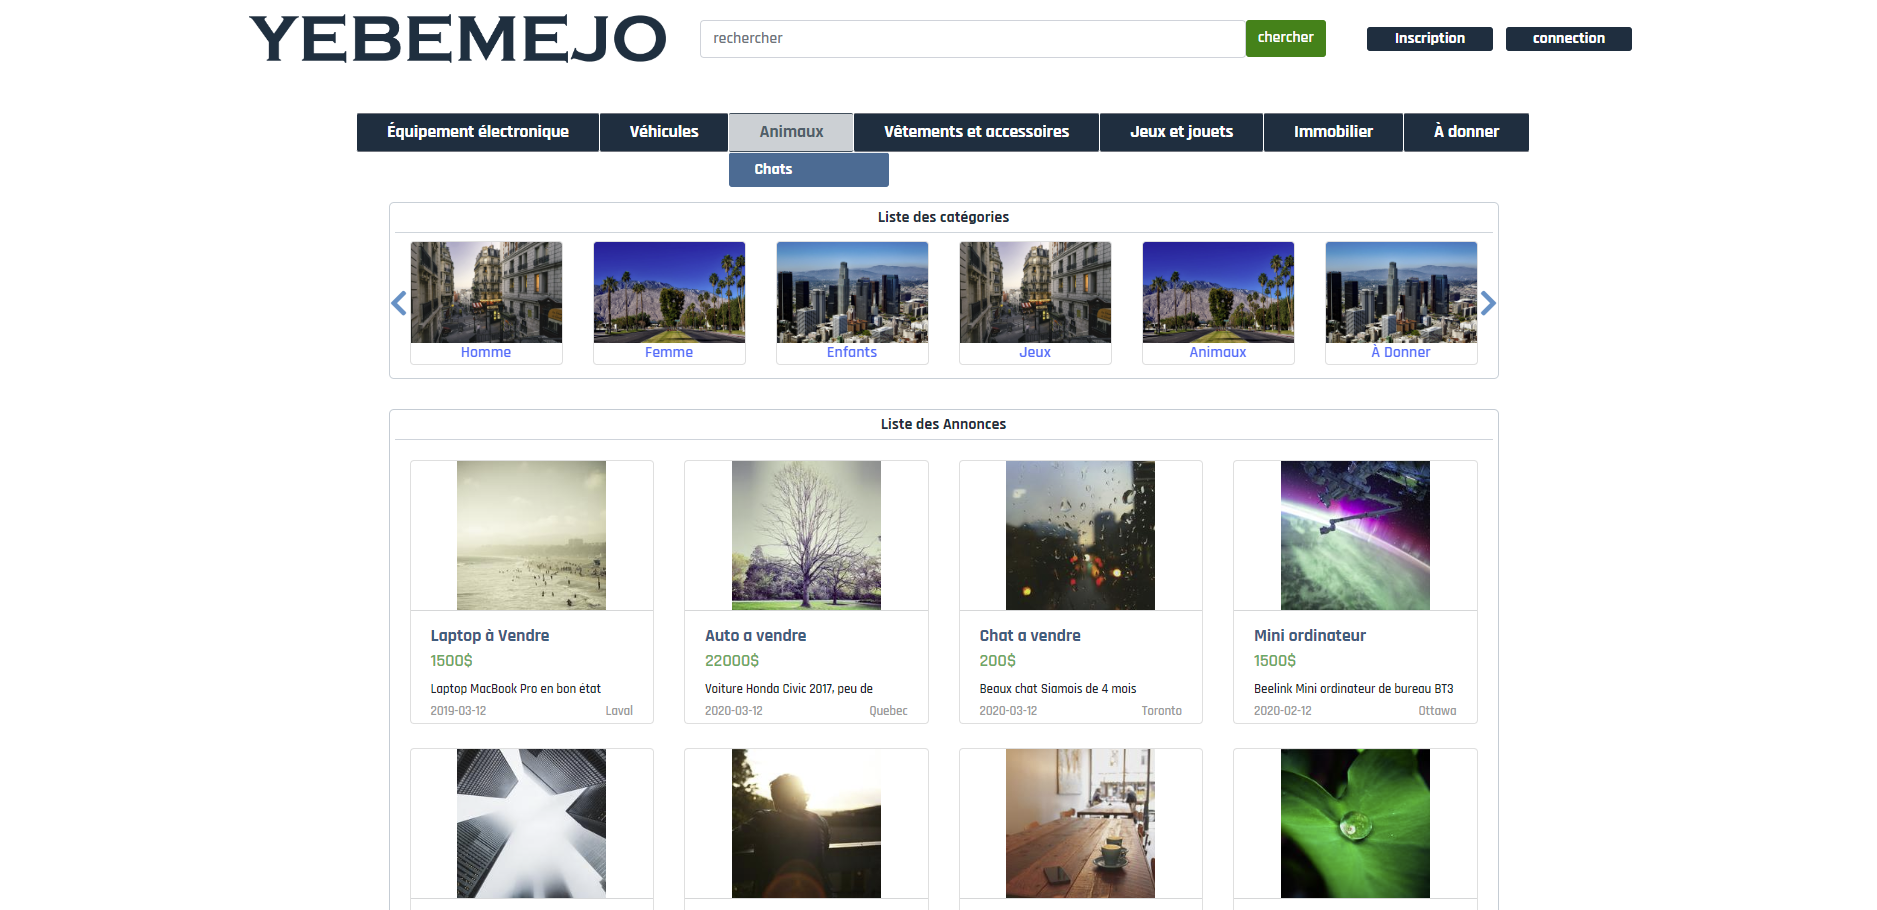 YEBEMEJO
rechercher
chercher
Inscription
connection
Équipement électronique
Véhicules
Animaux
Vêtements et accessoires
Jeux et jouets
Immobilier
À donner
Chats
Liste des catégories
Homme
Femme
Enfants
Jeux
Animaux
À Donner
Liste des Annonces
Laptop à Vendre
1500$
Laptop MacBook Pro en bon état
2019-03-12 Laval
Auto a vendre
22000$
Voiture Honda Civic 2017, peu de
2020-03-12 Quebec
Chat a vendre
200$
Beaux chat Siamois de 4 mois
2020-03-12 Toronto
Mini ordinateur
1500$
Beelink Mini ordinateur de bureau BT3
2020-02-12 Ottawa